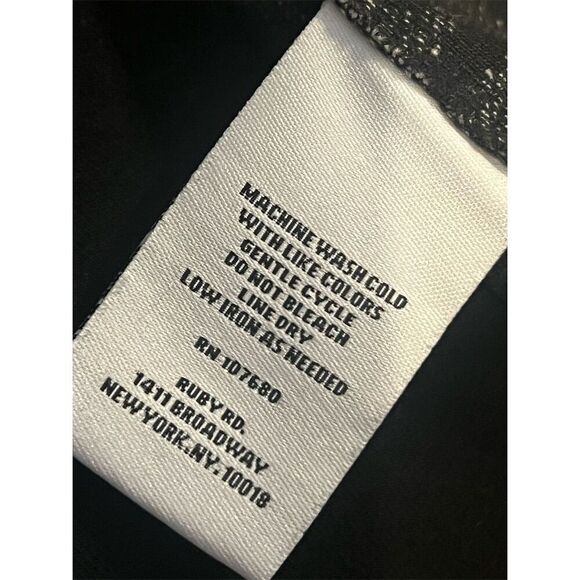 MACHINE WASH COLD
WITH LIKE COLORS
GENTLE CYCLE
DO NOT BLEACH
LINE DRY
LOW IRON AS NEEDED
RN 107680
RUBY RD.
1411 BROADWAY
NEW YORK, NY. 10018